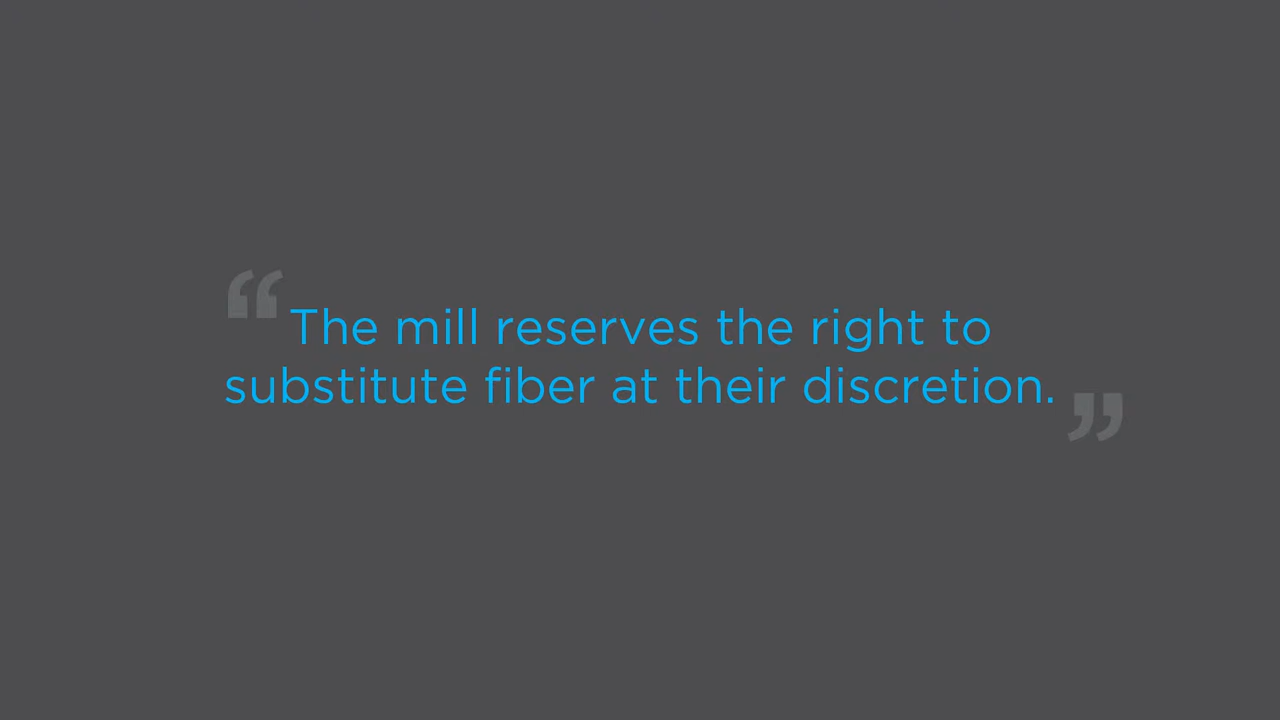 “The mill reserves the right to
substitute fiber at their discretion.”